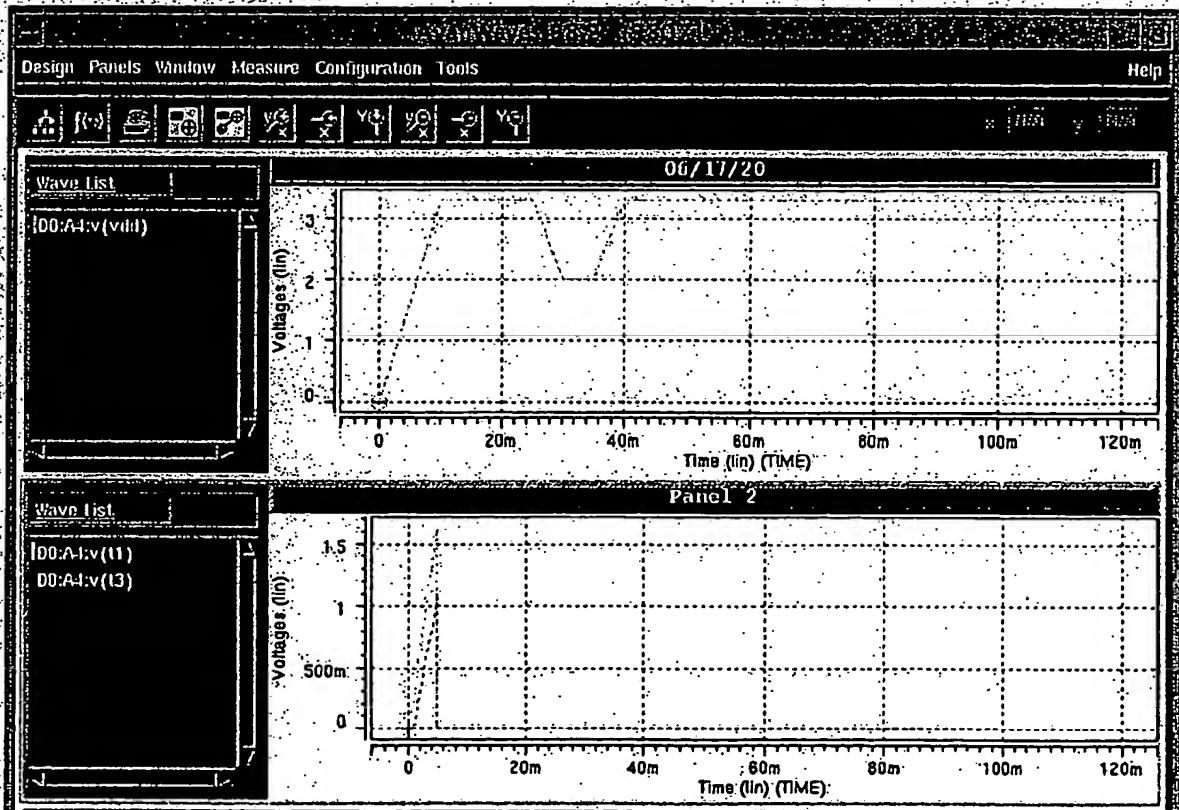 Design Panels Window Measure Configuration Tools Help
x y
Wave List
D0:A4:v(vdd)
06/17/20
Voltages (lin)
3
2
1
0
0 20m 40m 60m 80m 100m 120m
Time (lin) (TIME)
Wave List
D0:A4:v(t1)
D0:A4:v(t3)
Panel 2
Voltages (lin)
1.5
1
500m
0
0 20m 40m 60m 80m 100m 120m
Time (lin) (TIME)